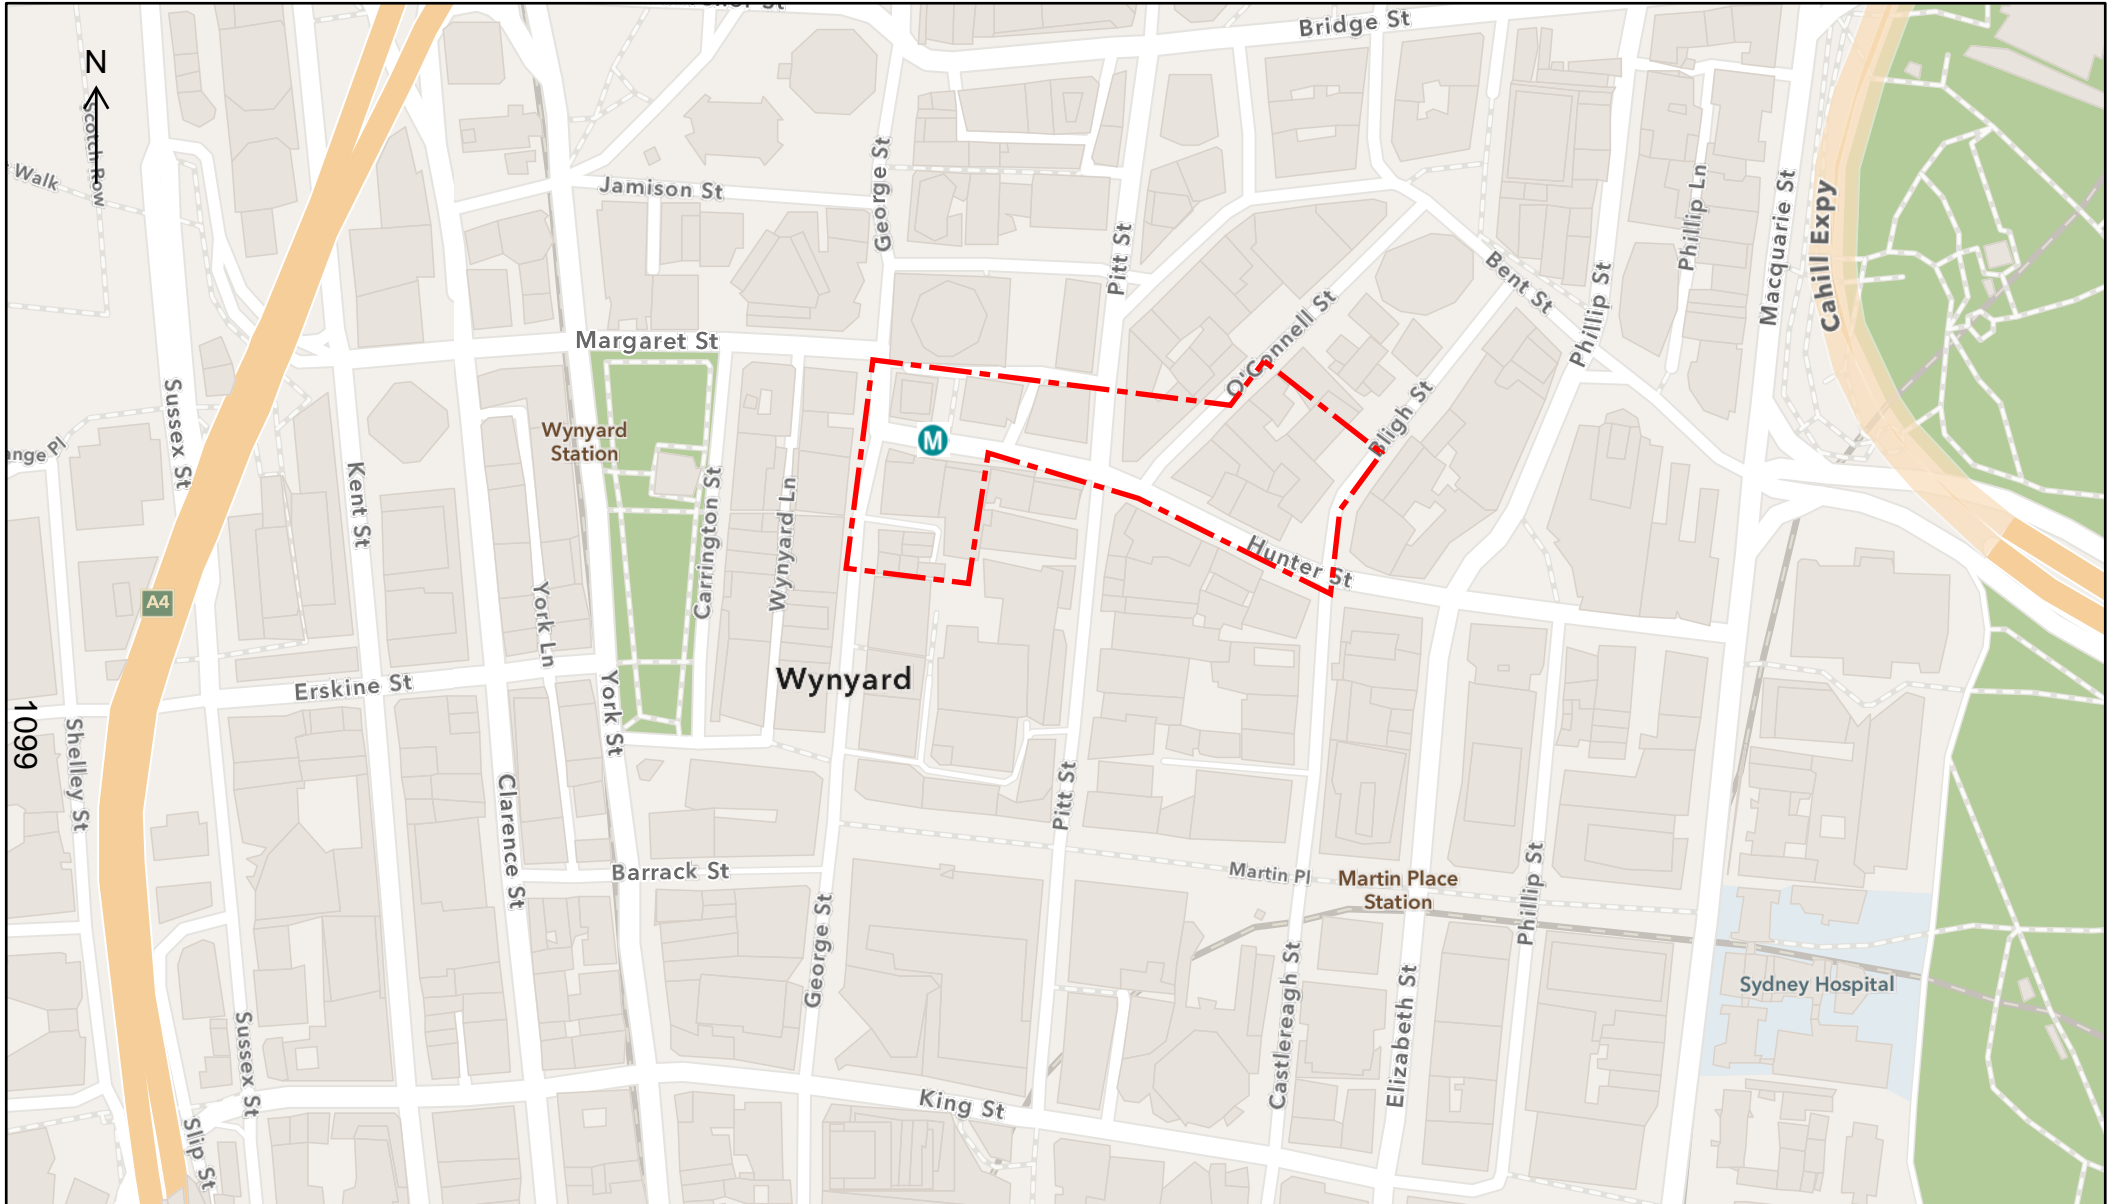 Bridge St
N
Scotch Row
Walk
George St
Jamison St
Pitt St
Phillip Ln
Macquarie St
Cahill Expy
Bent St
Phillip St
O'Connell St
Margaret St
Sussex St
Bligh St
Wynyard
Station
M
ange Pl
Kent St
Carrington St
Wynyard Ln
Hunter St
A4
York Ln
Wynyard
Erskine St
York St
1099
Shelley St
Clarence St
Pitt St
Barrack St
Martin Pl
Martin Place
Station
Phillip St
George St
Sydney Hospital
Castlereagh St
Elizabeth St
Sussex St
King St
Slip St